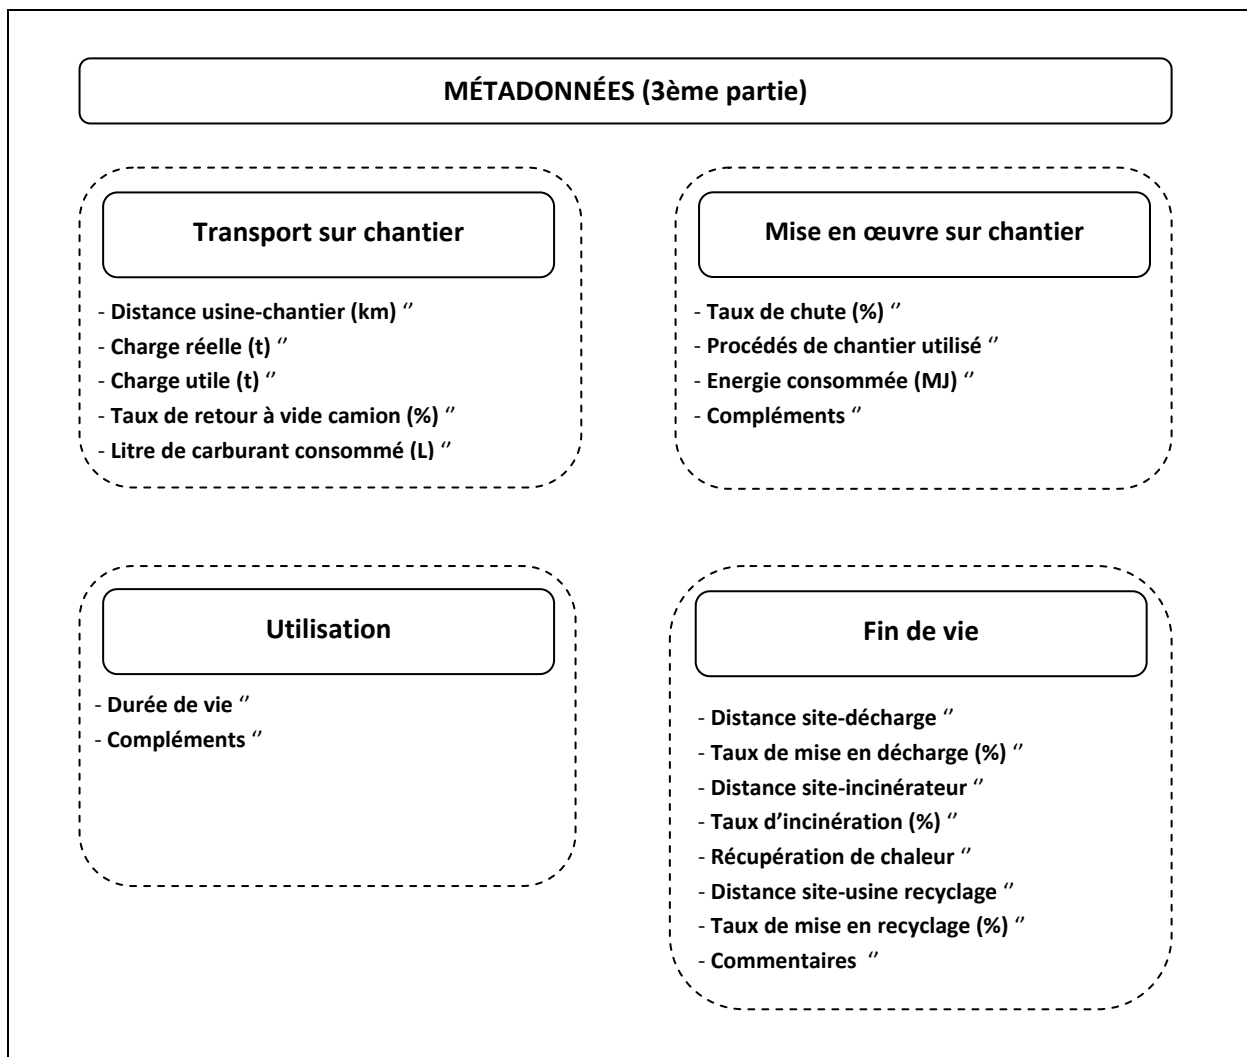 MÉTADONNÉES (3ème partie)
Transport sur chantier
- Distance usine-chantier (km) ‘’
- Charge réelle (t) ‘’
- Charge utile (t) ‘’
- Taux de retour à vide camion (%) ‘’
- Litre de carburant consommé (L) ‘’
Mise en œuvre sur chantier
- Taux de chute (%) ‘’
- Procédés de chantier utilisé ‘’
- Energie consommée (MJ) ‘’
- Compléments ‘’
Utilisation
- Durée de vie ‘’
- Compléments ‘’
Fin de vie
- Distance site-décharge ‘’
- Taux de mise en décharge (%) ‘’
- Distance site-incinérateur ‘’
- Taux d’incinération (%) ‘’
- Récupération de chaleur ‘’
- Distance site-usine recyclage ‘’
- Taux de mise en recyclage (%) ‘’
- Commentaires ‘’